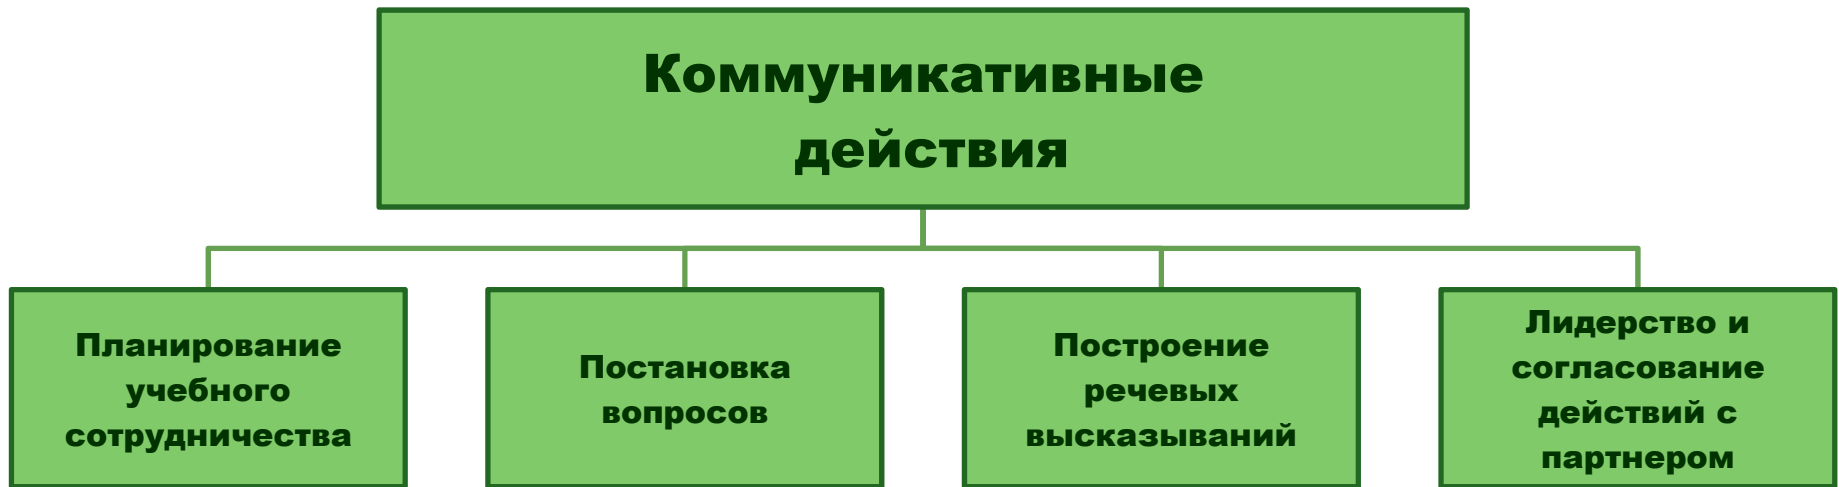 Коммуникативные
действия
Планирование
учебного
сотрудничества
Постановка
вопросов
Построение
речевых
высказываний
Лидерство и
согласование
действий с
партнером